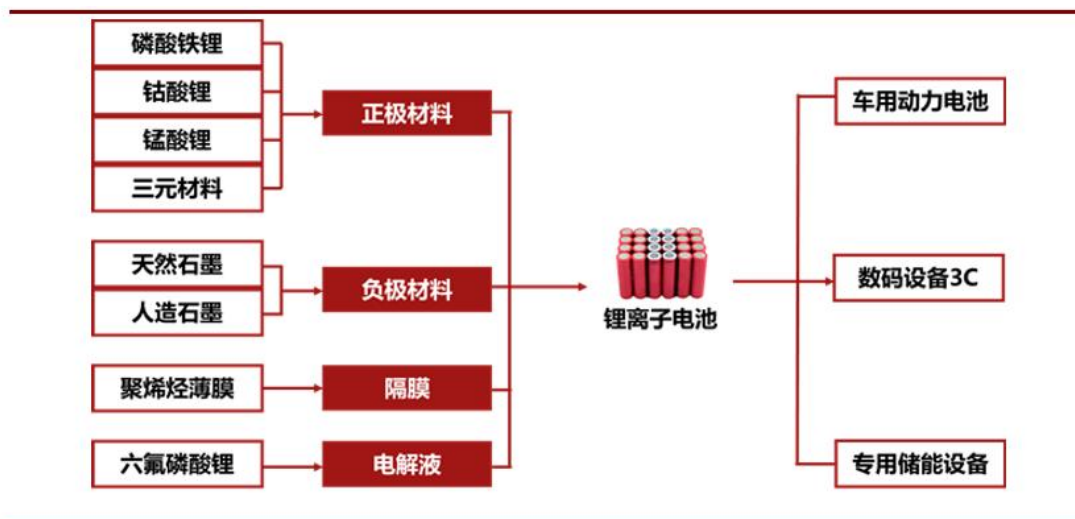 磷酸铁锂
钴酸锂
锰酸锂
三元材料
正极材料
天然石墨
人造石墨
负极材料
聚烯烃薄膜
隔膜
六氟磷酸锂
电解液
锂离子电池
车用动力电池
数码设备3C
专用储能设备